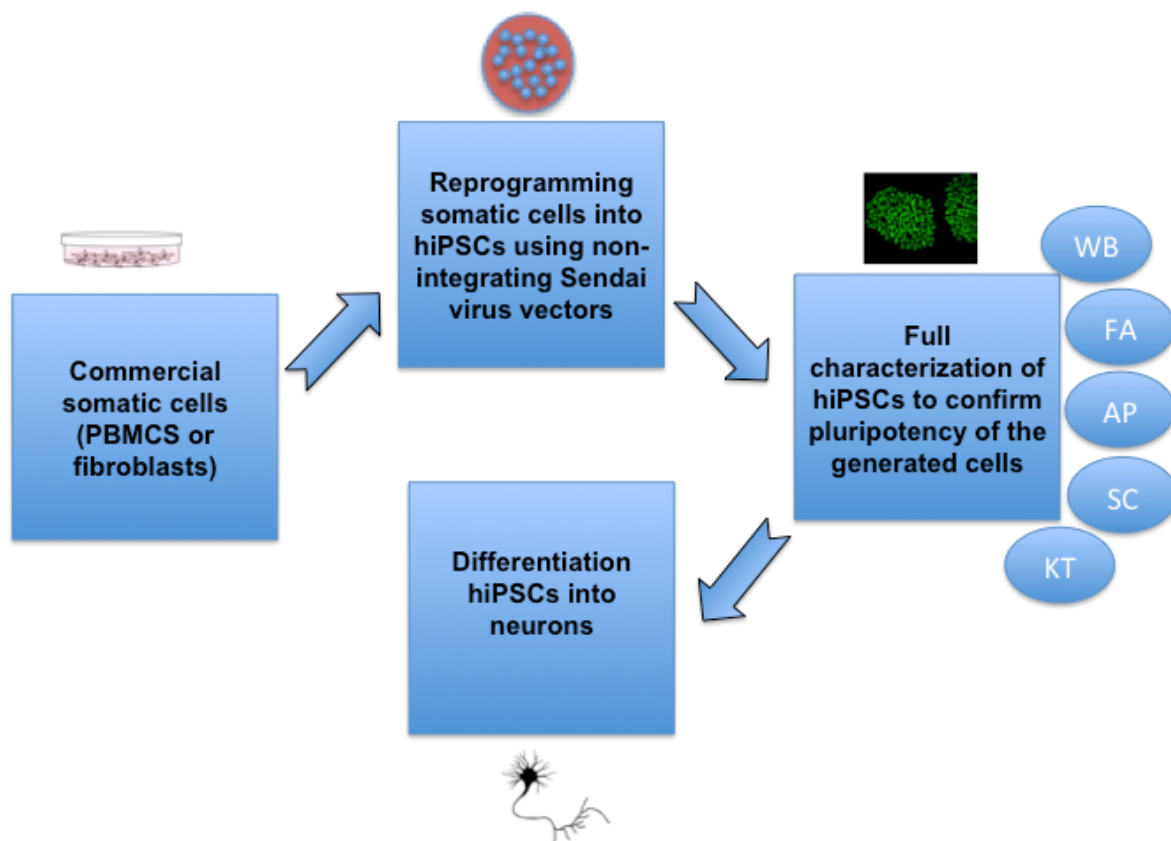 Commercial
somatic cells
(PBMCS or
fibroblasts)
Reprogramming
somatic cells into
hiPSCs using non-
integrating Sendai
virus vectors
Full
characterization of
hiPSCs to confirm
pluripotency of the
generated cells
WB
FA
AP
SC
KT
Differentiation
hiPSCs into
neurons